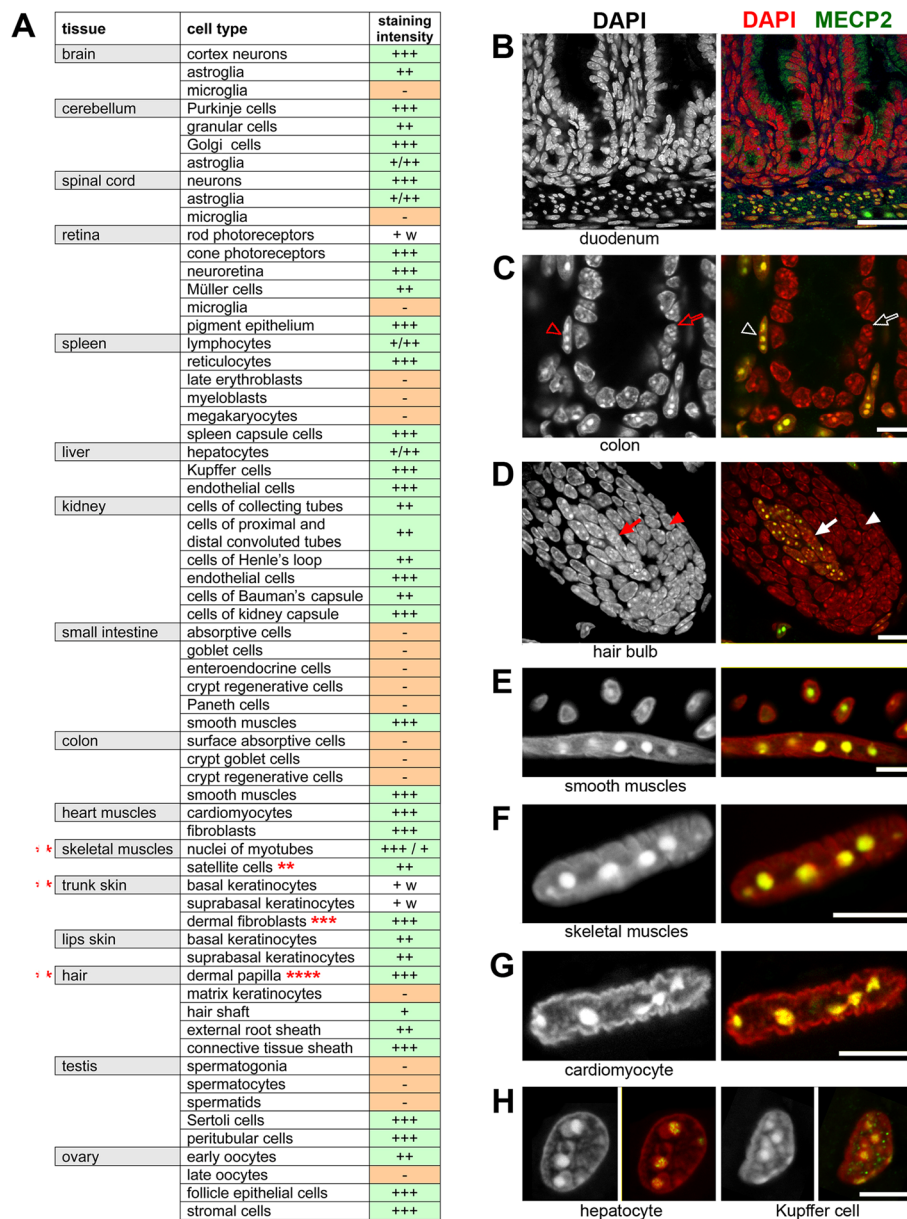 A
tissue cell type staining intensity
brain cortex neurons +++
astroglia ++
microglia -
cerebellum Purkinje cells +++
granular cells ++
Golgi cells +++
astroglia +/++
spinal cord neurons +++
astroglia +/++
microglia -
retina rod photoreceptors + w
cone photoreceptors +++
neuroretina +++
Müller cells ++
microglia -
pigment epithelium +++
spleen lymphocytes +/++
reticulocytes +++
late erythroblasts -
myeloblasts -
megakaryocytes -
spleen capsule cells +++
liver hepatocytes +/++
Kupffer cells +++
endothelial cells +++
kidney cells of collecting tubes ++
cells of proximal and
distal convoluted tubes ++
cells of Henle's loop ++
endothelial cells +++
cells of Bauman's capsule ++
cells of kidney capsule +++
small intestine absorptive cells -
goblet cells -
enteroendocrine cells -
crypt regenerative cells -
Paneth cells -
smooth muscles +++
colon surface absorptive cells -
crypt goblet cells -
crypt regenerative cells -
smooth muscles +++
heart muscles cardiomyocytes +++
fibroblasts +++
** skeletal muscles nuclei of myotubes +++ / +
satellite cells ** ++
** trunk skin basal keratinocytes + w
suprabasal keratinocytes + w
dermal fibroblasts *** +++
lips skin basal keratinocytes ++
suprabasal keratinocytes ++
** hair dermal papilla **** +++
matrix keratinocytes -
hair shaft +
external root sheath ++
connective tissue sheath +++
testis spermatogonia -
spermatocytes -
spermatids -
Sertoli cells +++
peritubular cells +++
ovary early oocytes ++
late oocytes -
follicle epithelial cells +++
stromal cells +++
DAPI DAPI MECP2
B
duodenum
C
colon
D
hair bulb
E
smooth muscles
F
skeletal muscles
G
cardiomyocyte
H
hepatocyte Kupffer cell